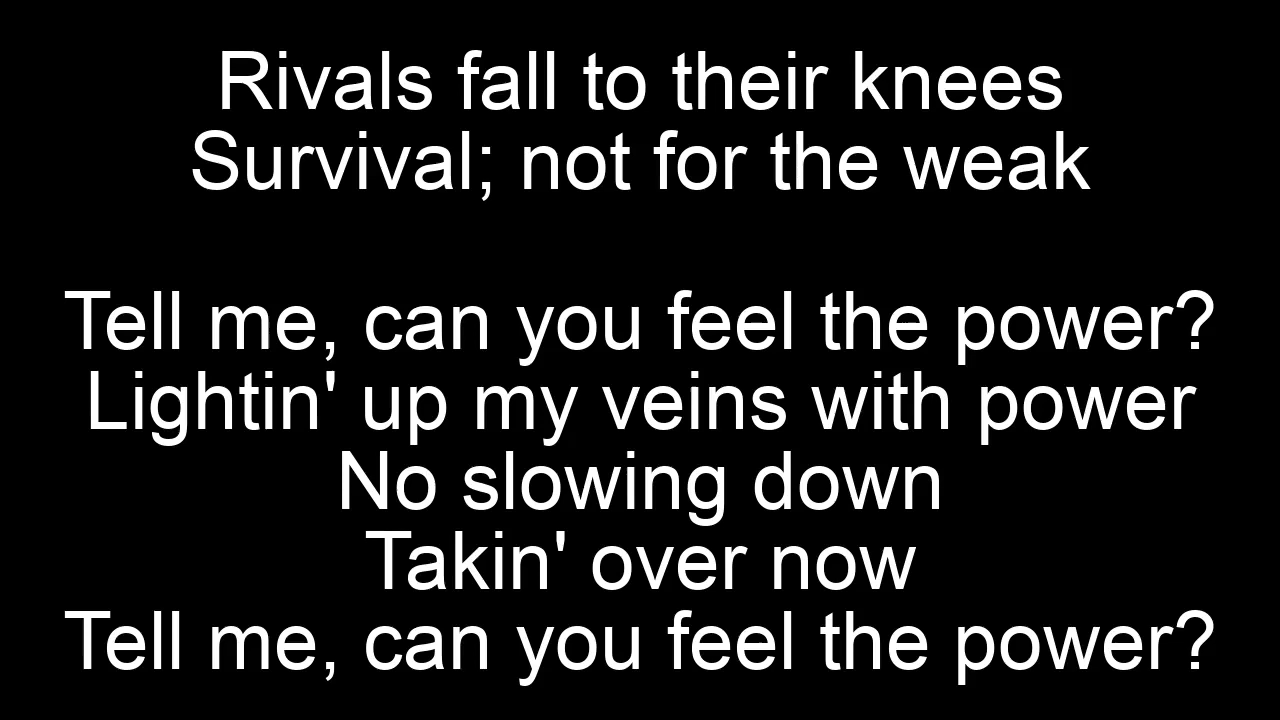 Rivals fall to their knees
Survival; not for the weak
Tell me, can you feel the power?
Lightin' up my veins with power
No slowing down
Takin' over now
Tell me, can you feel the power?